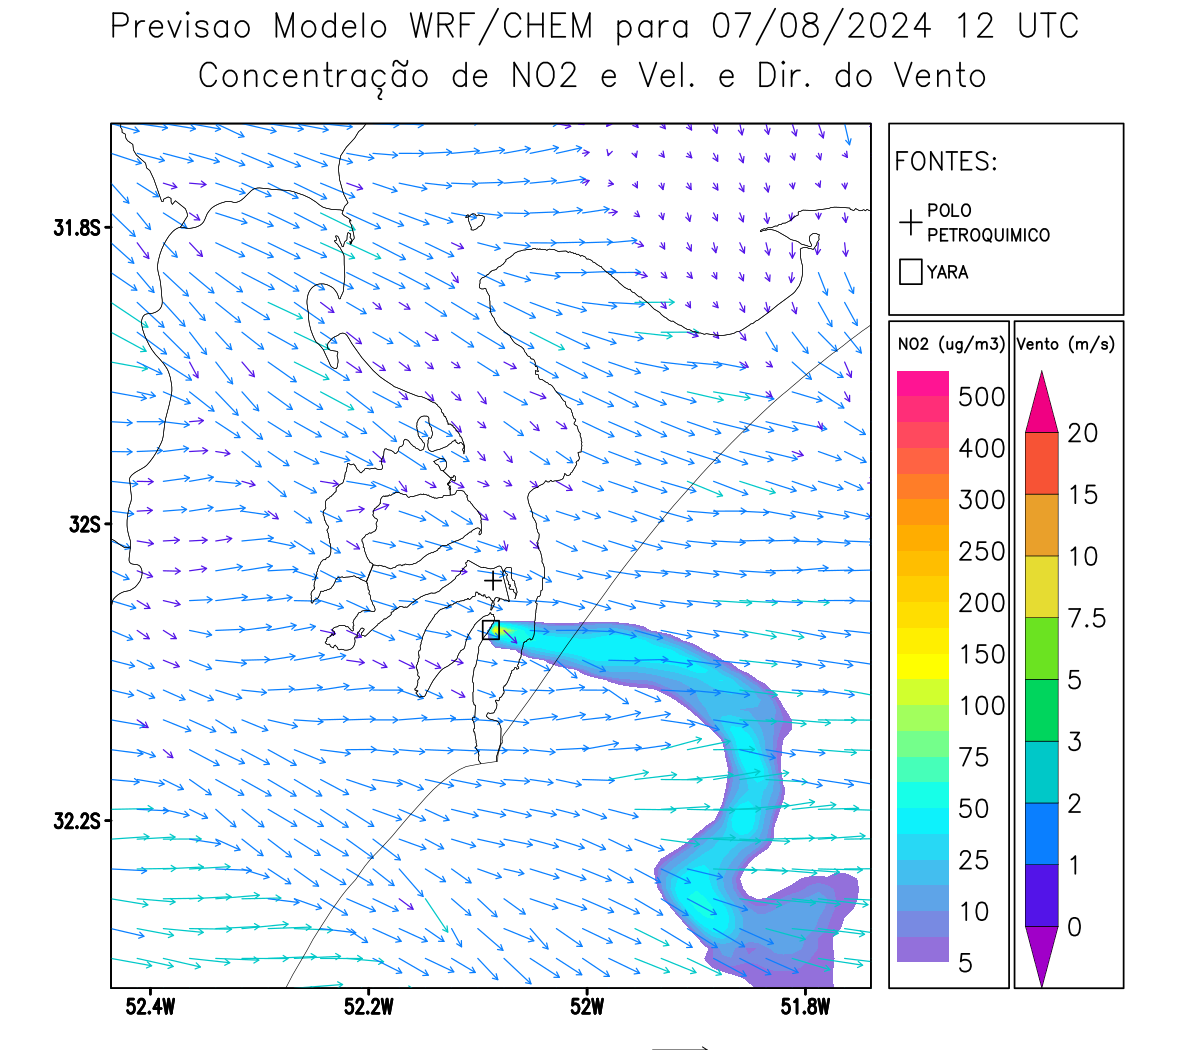 Previsao Modelo WRF/CHEM para 07/08/2024 12 UTC
Concentração de NO2 e Vel. e Dir. do Vento
FONTES:
POLO
PETROQUIMICO
YARA
NO2 (ug/m3)
500
400
300
250
200
150
100
75
50
25
10
5
Vento (m/s)
20
15
10
7.5
5
3
2
1
0
31.8S
32S
32.2S
52.4W 52.2W 52W 51.8W